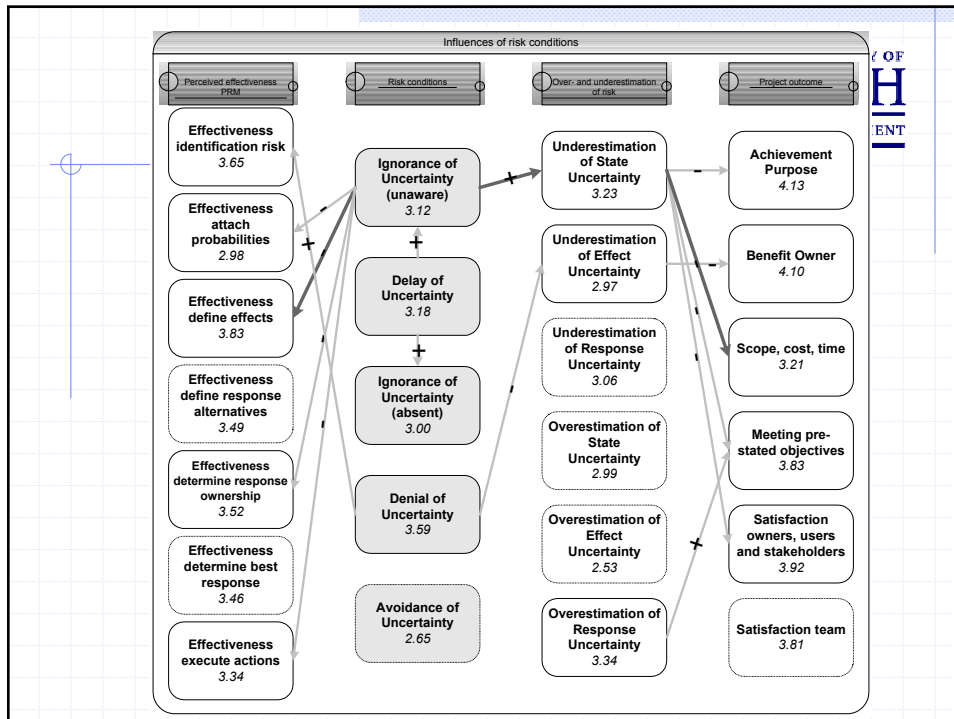 Influences of risk conditions
Y OF
H
ENT
Perceived effectiveness
PRM
Risk conditions
Over- and underestimation
of risk
Project outcome
Effectiveness
identification risk
3.65
Effectiveness
attach
probabilities
2.98
Effectiveness
define effects
3.83
Effectiveness
define response
alternatives
3.49
Effectiveness
determine response
ownership
3.52
Effectiveness
determine best
response
3.46
Effectiveness
execute actions
3.34
Ignorance of
Uncertainty
(unaware)
3.12
Delay of
Uncertainty
3.18
Ignorance of
Uncertainty
(absent)
3.00
Denial of
Uncertainty
3.59
Avoidance of
Uncertainty
2.65
Underestimation
of State
Uncertainty
3.23
Underestimation
of Effect
Uncertainty
2.97
Underestimation
of Response
Uncertainty
3.06
Overestimation of
State
Uncertainty
2.99
Overestimation of
Effect
Uncertainty
2.53
Overestimation of
Response
Uncertainty
3.34
Achievement
Purpose
4.13
Benefit Owner
4.10
Scope, cost, time
3.21
Meeting pre-
stated objectives
3.83
Satisfaction
owners, users
and stakeholders
3.92
Satisfaction team
3.81
-
+
-
-
-
+
+
+
-
-
-
-
-
-
+